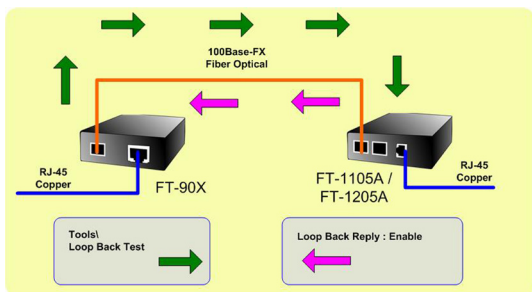 100Base-FX
Fiber Optical
RJ-45
Copper
FT-90X
FT-1105A /
FT-1205A
RJ-45
Copper
Tools\
Loop Back Test
Loop Back Reply : Enable